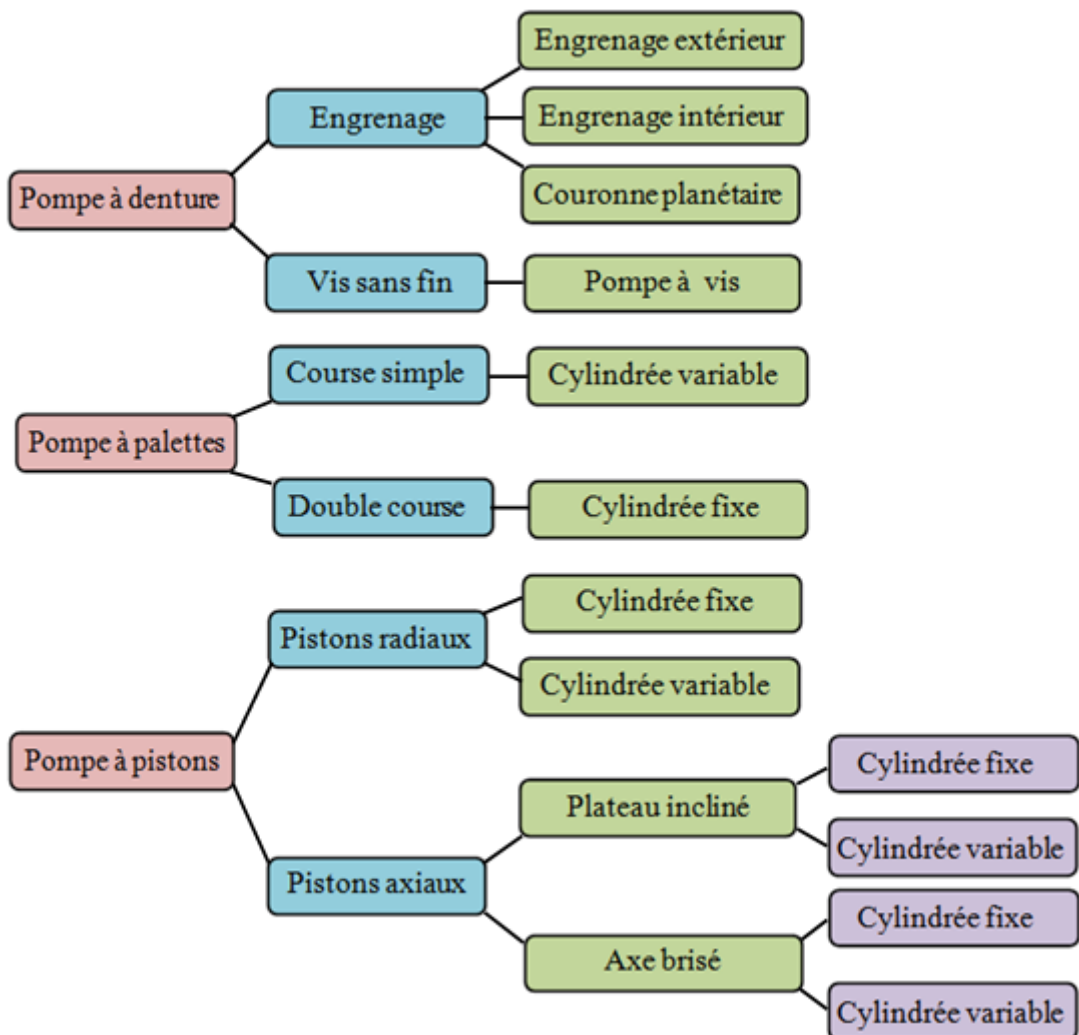 Engrenage extérieur
Engrenage
Engrenage intérieur
Pompe à denture
Couronne planétaire
Vis sans fin
Pompe à vis
Course simple
Cylindrée variable
Pompe à palettes
Double course
Cylindrée fixe
Cylindrée fixe
Pistons radiaux
Cylindrée variable
Pompe à pistons
Cylindrée fixe
Plateau incliné
Cylindrée variable
Pistons axiaux
Cylindrée fixe
Axe brisé
Cylindrée variable